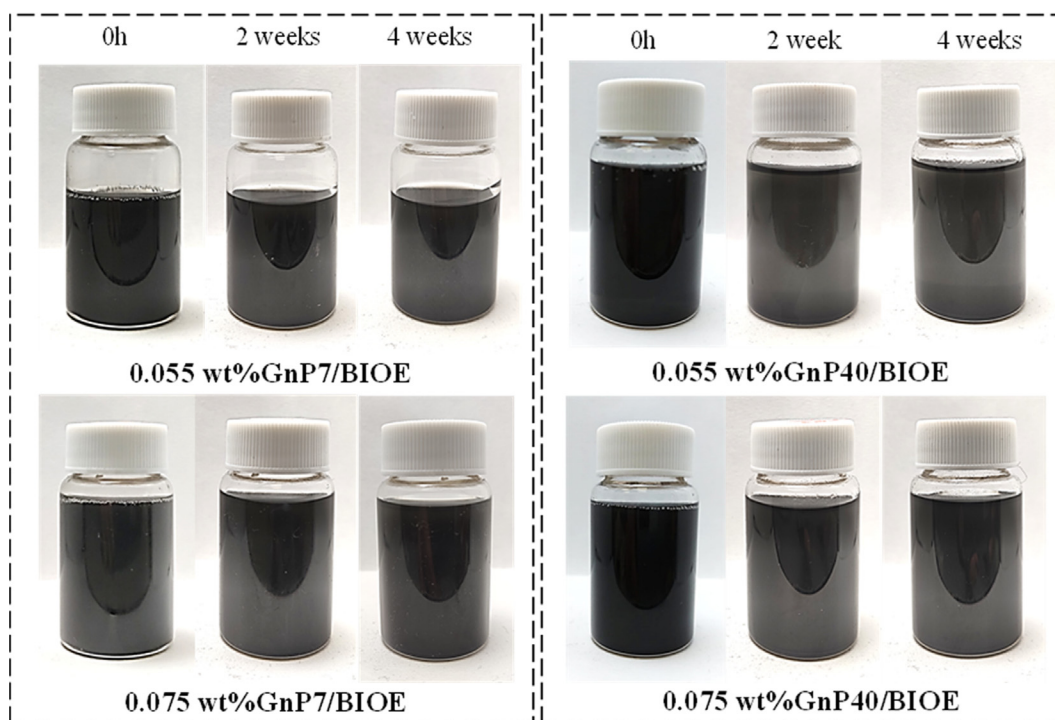 0h 2 weeks 4 weeks
0.055 wt%GnP7/BIOE
0.075 wt%GnP7/BIOE
0h 2 week 4 weeks
0.055 wt%GnP40/BIOE
0.075 wt%GnP40/BIOE